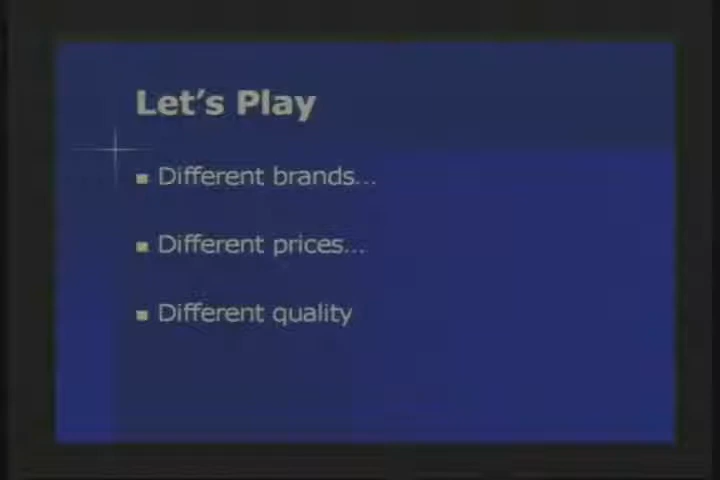 Let's Play
Different brands...
Different prices...
Different quality